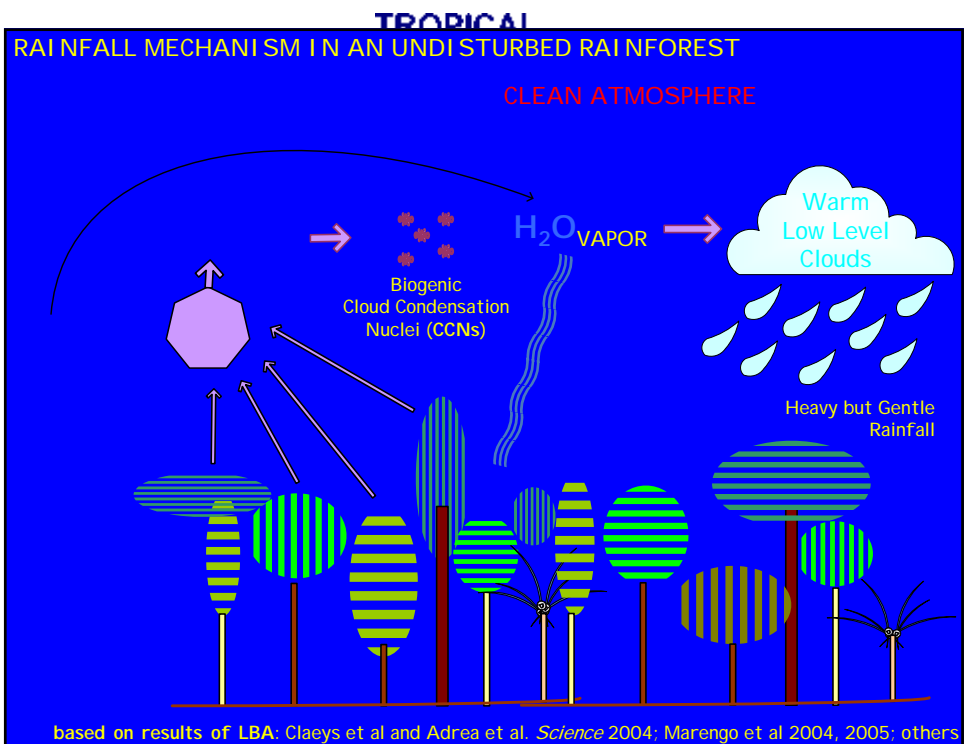 TROPICAL
RAINFALL MECHANISM IN AN UNDISTURBED RAINFOREST
CLEAN ATMOSPHERE
Warm
Low Level
Clouds
H₂O VAPOR
Biogenic
Cloud Condensation
Nuclei (CCNs)
Heavy but Gentle
Rainfall
based on results of LBA: Claeys et al and Adrea et al. Science 2004; Marengo et al 2004, 2005; others